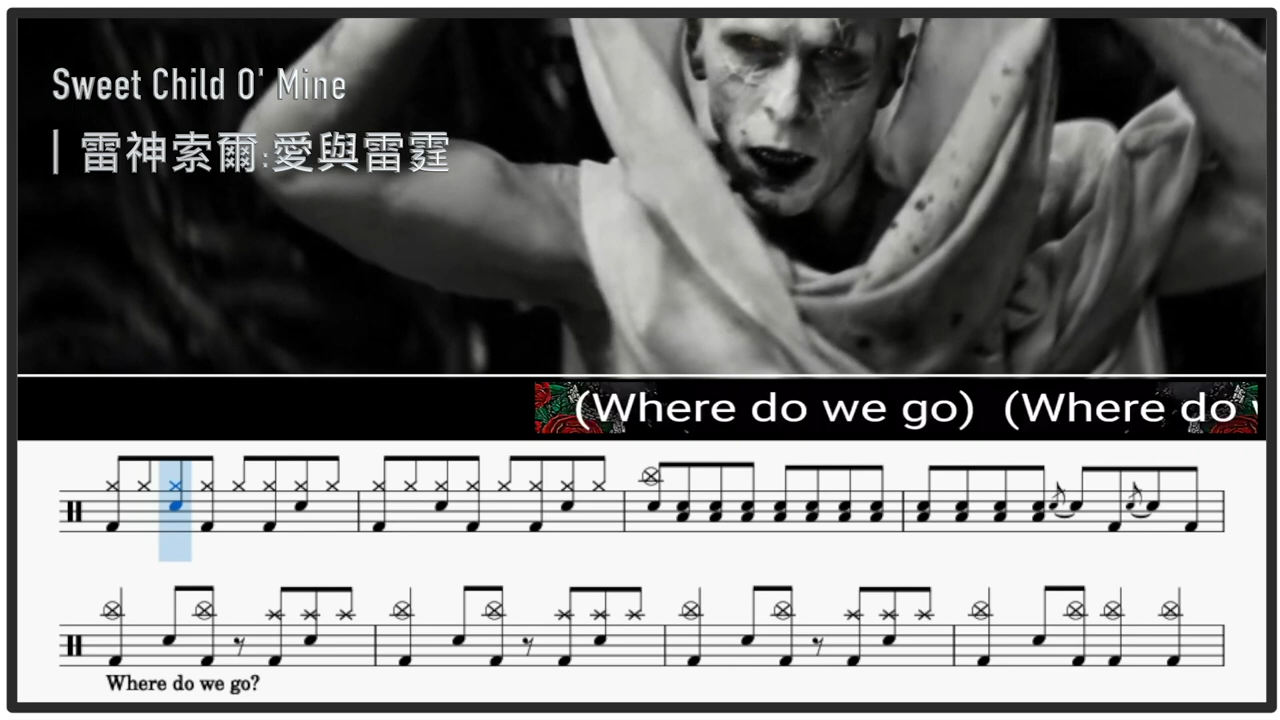 Sweet Child O' Mine
| 雷神索爾:愛與雷霆
(Where do we go) (Where do
Where do we go?